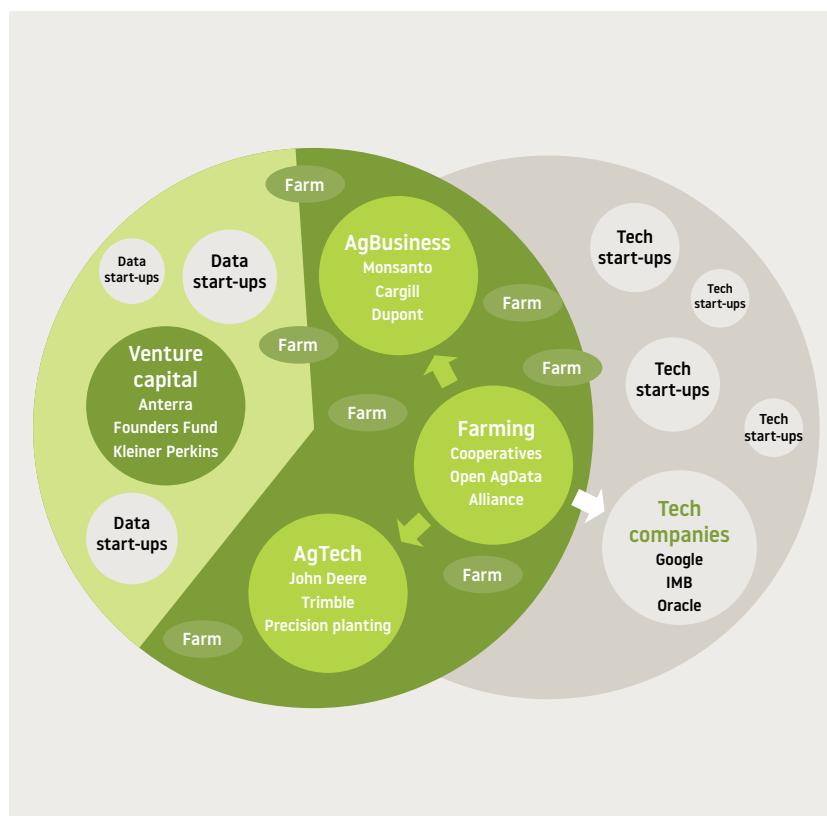 Farm
AgBusiness
Monsanto
Cargill
Dupont
Data
start-ups
Data
start-ups
Farm
Farm
Venture
capital
Anterra
Founders Fund
Kleiner Perkins
Farm
Farm
Farming
Cooperatives
Open AgData
Alliance
Data
start-ups
AgTech
John Deere
Trimble
Precision planting
Farm
Farm
Tech
start-ups
Tech
start-ups
Tech
start-ups
Tech
start-ups
Tech
companies
Google
IMB
Oracle